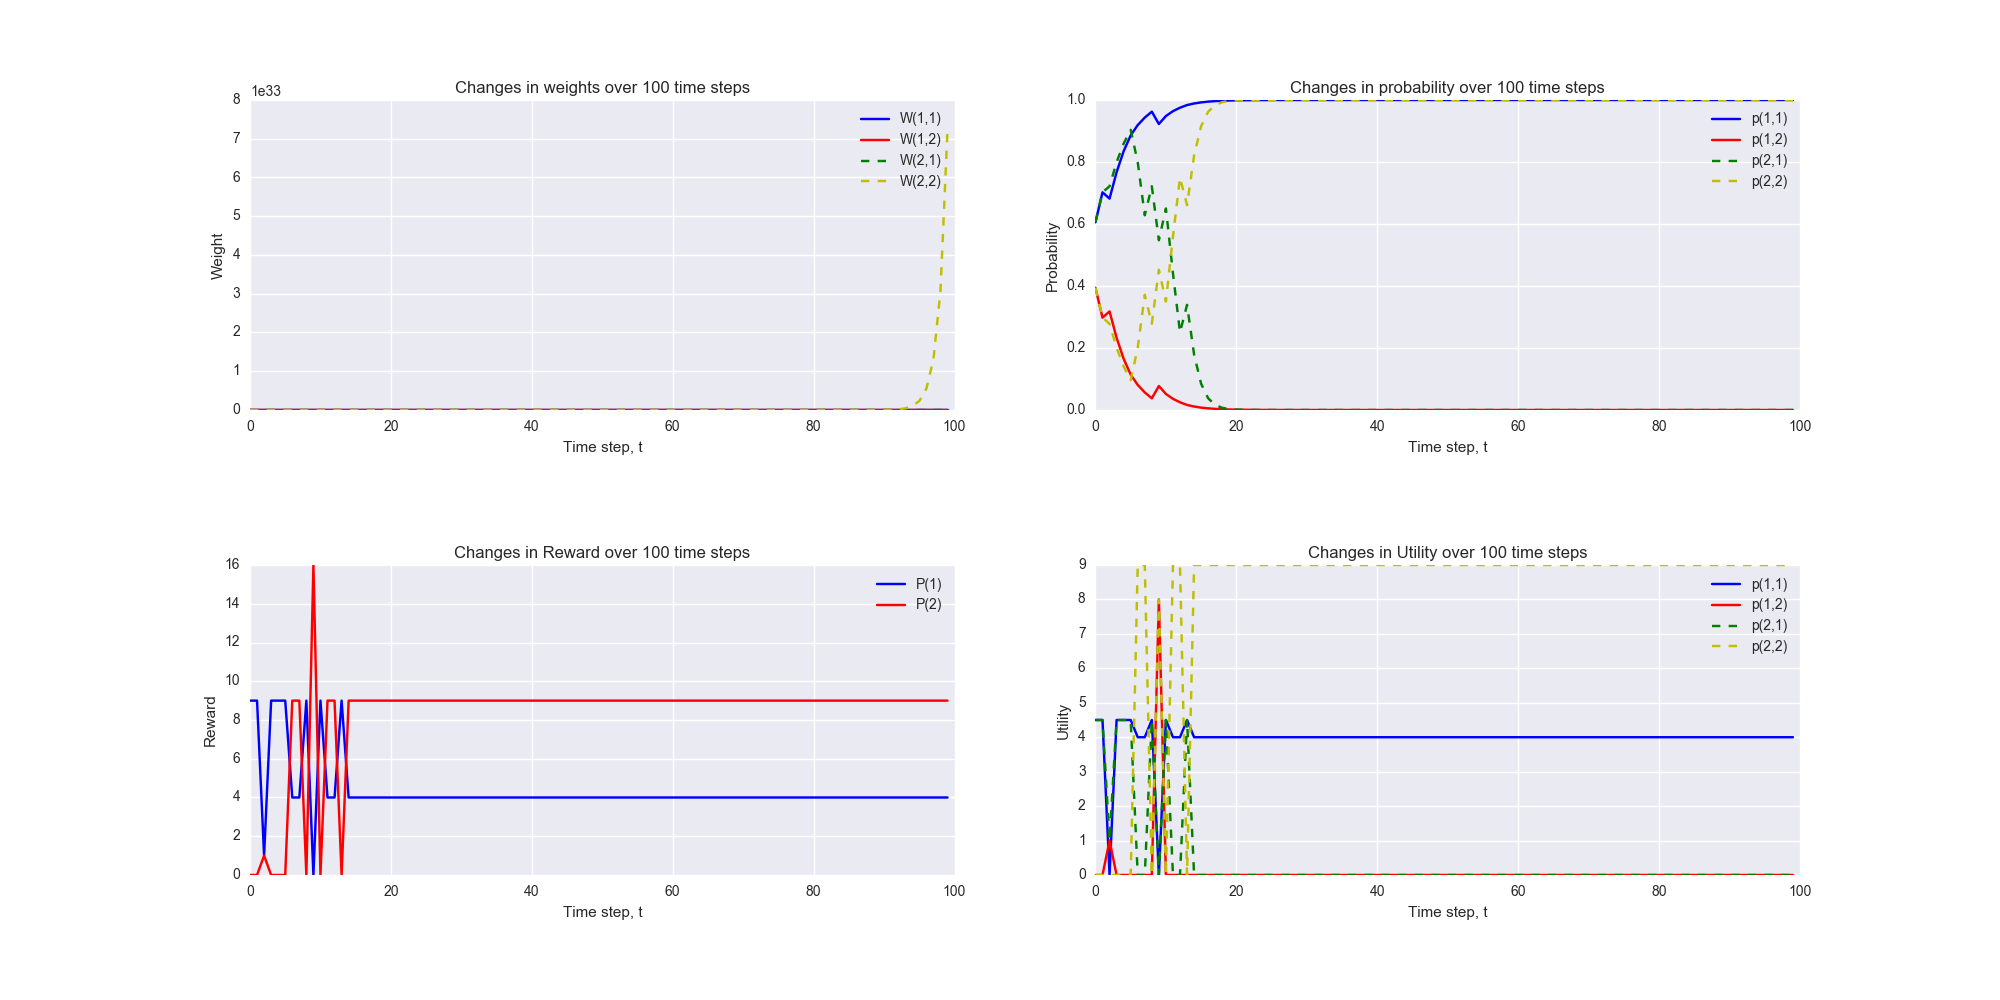 Changes in weights over 100 time steps
1e33
8
7
6
5
4
3
2
1
0
Weight
W(1,1)
W(1,2)
W(2,1)
W(2,2)
0 20 40 60 80 100
Time step, t
Changes in probability over 100 time steps
1.0
0.8
0.6
0.4
0.2
0.0
Probability
p(1,1)
p(1,2)
p(2,1)
p(2,2)
0 20 40 60 80 100
Time step, t
Changes in Reward over 100 time steps
16
14
12
10
8
6
4
2
0
Reward
P(1)
P(2)
0 20 40 60 80 100
Time step, t
Changes in Utility over 100 time steps
9
8
7
6
5
4
3
2
1
0
Utility
p(1,1)
p(1,2)
p(2,1)
p(2,2)
0 20 40 60 80 100
Time step, t